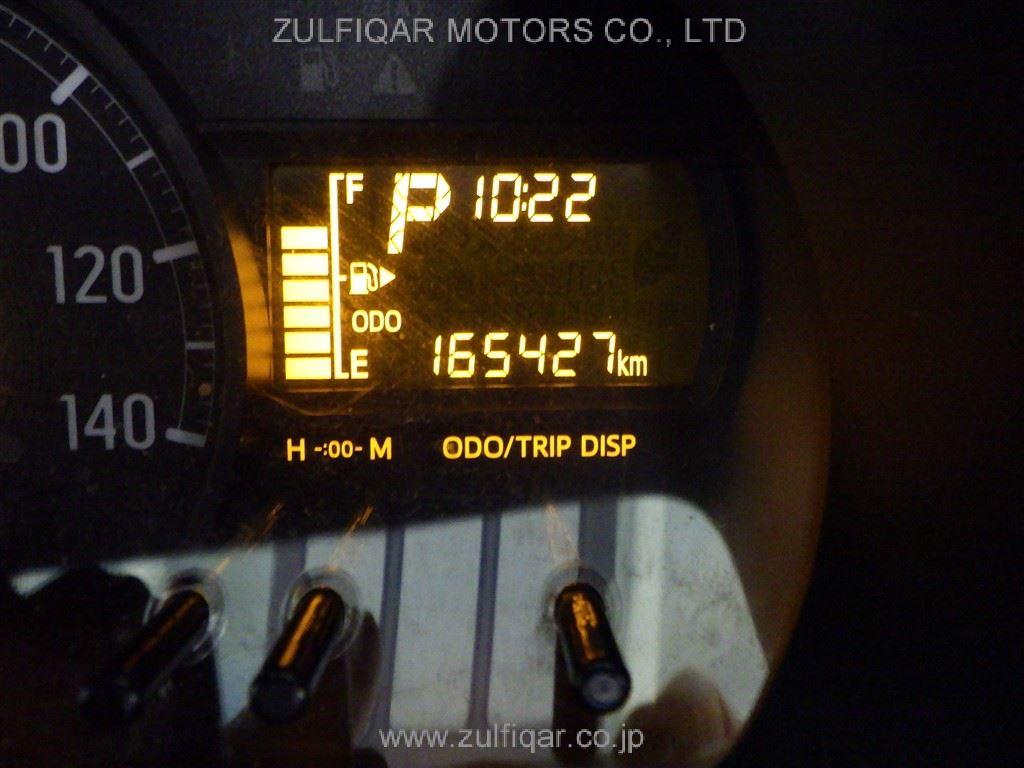 ZULFIQAR MOTORS CO., LTD
00
F P 10:22
120
ODO
E 165427km
140
H -:00- M ODO/TRIP DISP
www.zulfiqar.co.jp